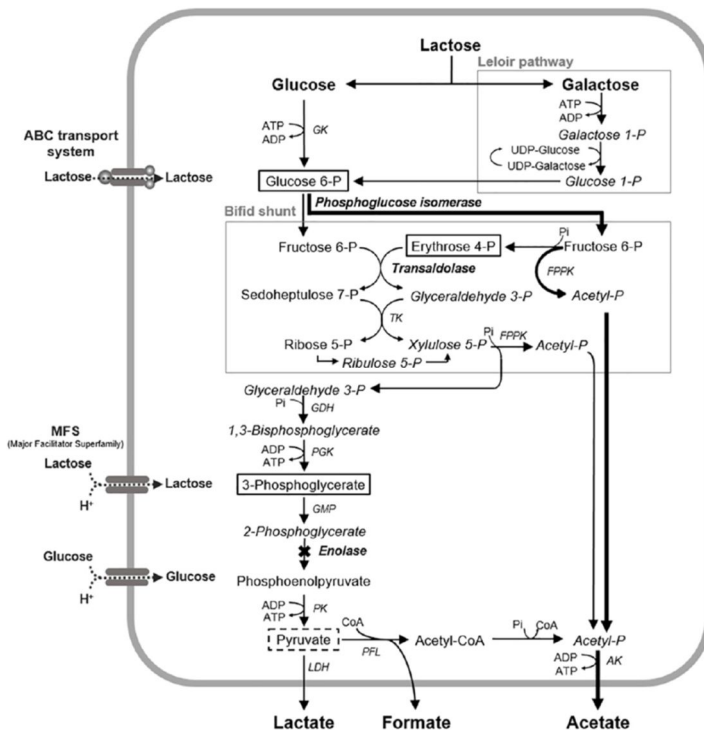 Lactose
Leloir pathway
Glucose
Galactose
ATP
ADP
GK
ATP
ADP
Galactose 1-P
UDP-Glucose
UDP-Galactose
Glucose 1-P
ABC transport
system
Lactose
Lactose
Glucose 6-P
Phosphoglucose isomerase
Bifid shunt
Fructose 6-P
Erythrose 4-P
Pi
Fructose 6-P
Transaldolase
FPPK
Sedoheptulose 7-P
Glyceraldehyde 3-P
Acetyl-P
TK
Ribose 5-P
Xylulose 5-P
Pi
FPPK
Acetyl-P
Ribulose 5-P
Glyceraldehyde 3-P
Pi
GDH
1,3-Bisphosphoglycerate
MFS
(Major Facilitator Superfamily)
ADP
ATP
PGK
Lactose
H+
Lactose
3-Phosphoglycerate
GMP
2-Phosphoglycerate
Enolase
Glucose
H+
Glucose
Phosphoenolpyruvate
ADP
ATP
PK
Pyruvate
CoA
PFL
Acetyl-CoA
Pi
CoA
Acetyl-P
LDH
ADP
ATP
AK
Lactate
Formate
Acetate